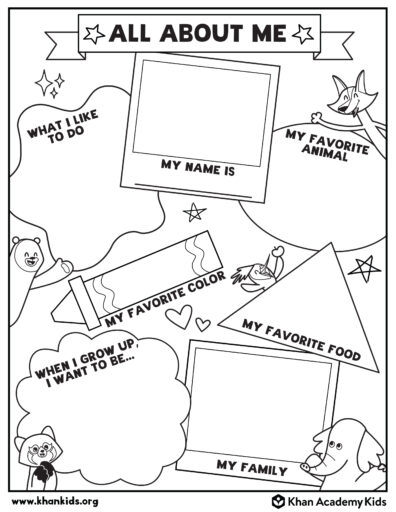 ALL ABOUT ME
WHAT I LIKE
TO DO
MY NAME IS
MY FAVORITE
ANIMAL
MY FAVORITE COLOR
MY FAVORITE FOOD
WHEN I GROW UP,
I WANT TO BE...
MY FAMILY
www.khankids.org
Khan Academy Kids